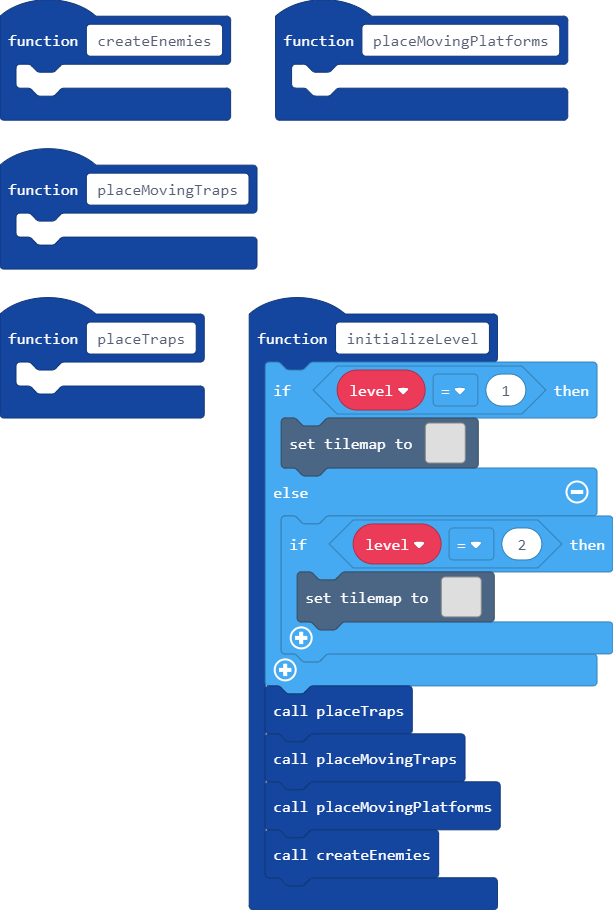 function createEnemies
function placeMovingPlatforms
function placeMovingTraps
function placeTraps
function initializeLevel
if level = 1 then
set tilemap to
else
if level = 2 then
set tilemap to
call placeTraps
call placeMovingTraps
call placeMovingPlatforms
call createEnemies